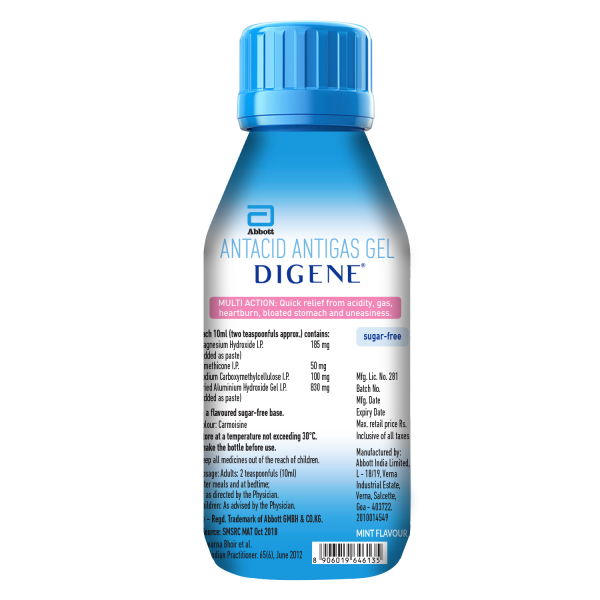 Abbott
ANTACID ANTIGAS GEL
DIGENE®
MULTI ACTION: Quick relief from acidity, gas,
heartburn, bloated stomach and uneasiness.
ach 10ml (two teaspoonfuls approx.) contains:
agnesium Hydroxide I.P. 185 mg
dded as paste)
methicone I.P. 50 mg
dium Carboxymethylcellulose I.P. 100 mg
ried Aluminium Hydroxide Gel I.P. 830 mg
dded as paste)
a flavoured sugar-free base.
olour: Carmoisine
ore at a temperature not exceeding 30°C.
hake the bottle before use.
eep all medicines out of the reach of children.
osage: Adults: 2 teaspoonfuls (10ml)
ter meals and at bedtime;
as directed by the Physician.
hildren: As advised by the Physician.
- Regd. Trademark of Abbott GMBH & CO.KG.
Source: SMSRC MAT Oct 2018
Bhoir et al.
dian Practitioner. 65(6), June 2012
sugar-free
Mfg. Lic. No. 281
Batch No.
Mfg. Date
Expiry Date
Max. retail price Rs.
Inclusive of all taxes
Manufactured by:
Abbott India Limited,
L - 18/19, Verna
Industrial Estate,
Verna, Salcette,
Goa - 403722,
2010014549
MINT FLAVOUR
8 906019 646135